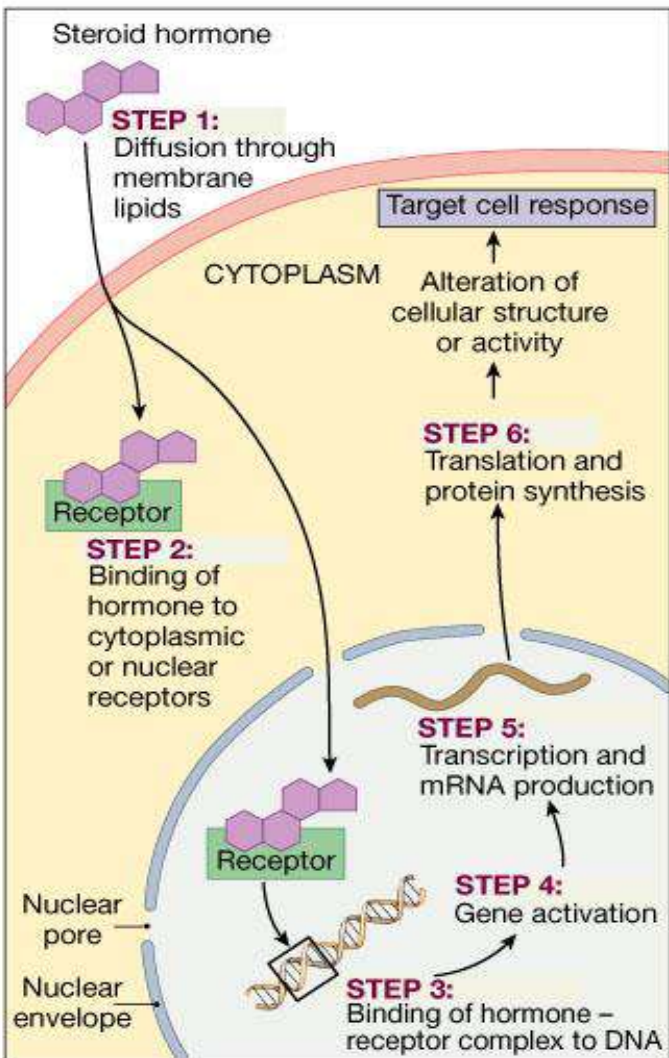 Steroid hormone
STEP 1:
Diffusion through
membrane
lipids
Target cell response
CYTOPLASM
Alteration of
cellular structure
or activity
STEP 6:
Translation and
protein synthesis
Receptor
STEP 2:
Binding of
hormone to
cytoplasmic
or nuclear
receptors
STEP 5:
Transcription and
mRNA production
Receptor
STEP 4:
Gene activation
Nuclear
pore
STEP 3:
Binding of hormone –
receptor complex to DNA
Nuclear
envelope